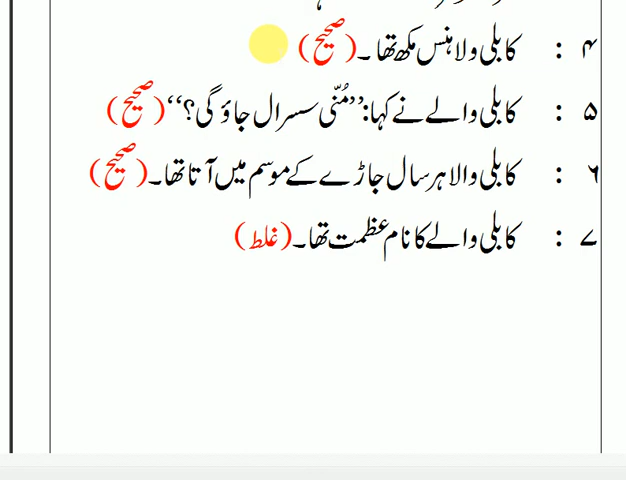 ۴ : کابلی ولا ہنس مکھ تھا ۔ (صحیح)
۵ : کابلی والے نے کہا: ’’مُنّی سسرال جاؤ گی؟‘‘ (صحیح)
۶ : کابلی والا ہر سال جاڑے کے موسم میں آتا تھا۔ (صحیح)
۷ : کابلی والے کا نام عظمت تھا۔ (غلط)